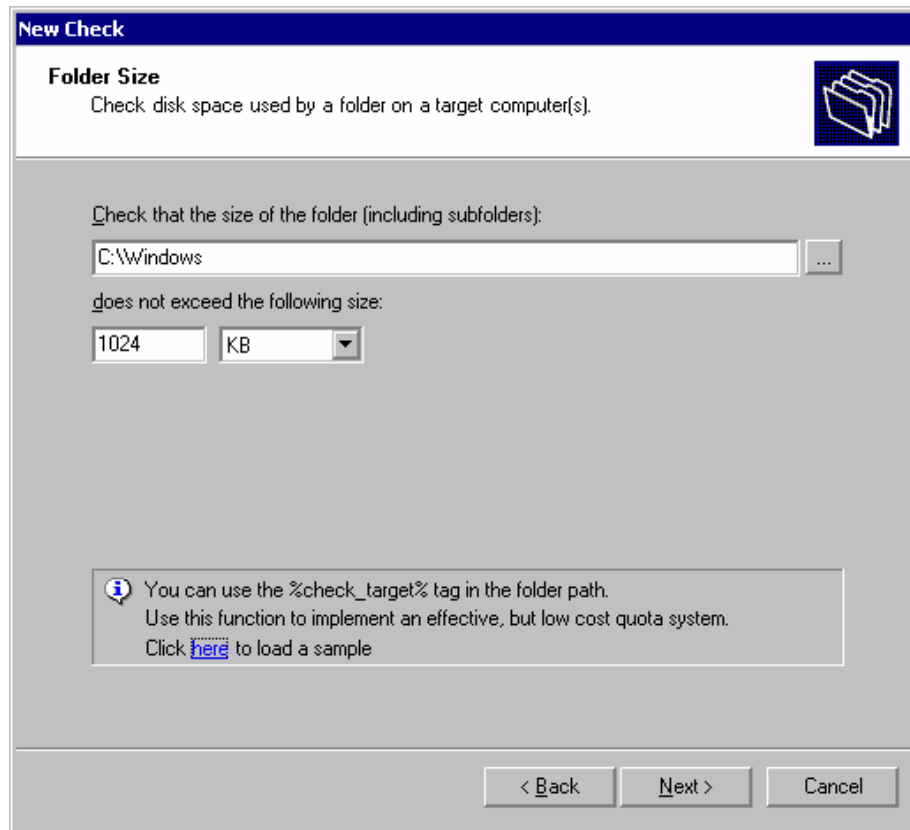 New Check
Folder Size
Check disk space used by a folder on a target computer(s).
Check that the size of the folder (including subfolders):
C:\Windows
...
does not exceed the following size:
1024 KB
You can use the %check_target% tag in the folder path.
Use this function to implement an effective, but low cost quota system.
Click here to load a sample
< Back Next > Cancel